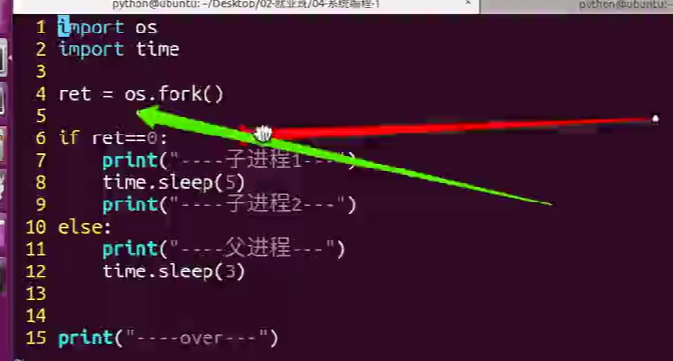 python@ubuntu: ~/Desktop/02-就业班/04-系统编程-1
python@ubuntu: ~/Des
1 import os
2 import time
3
4 ret = os.fork()
5
6 if ret==0:
7     print("----子进程1---")
8     time.sleep(5)
9     print("----子进程2---")
10 else:
11     print("----父进程---")
12     time.sleep(3)
13
14
15 print("----over---")